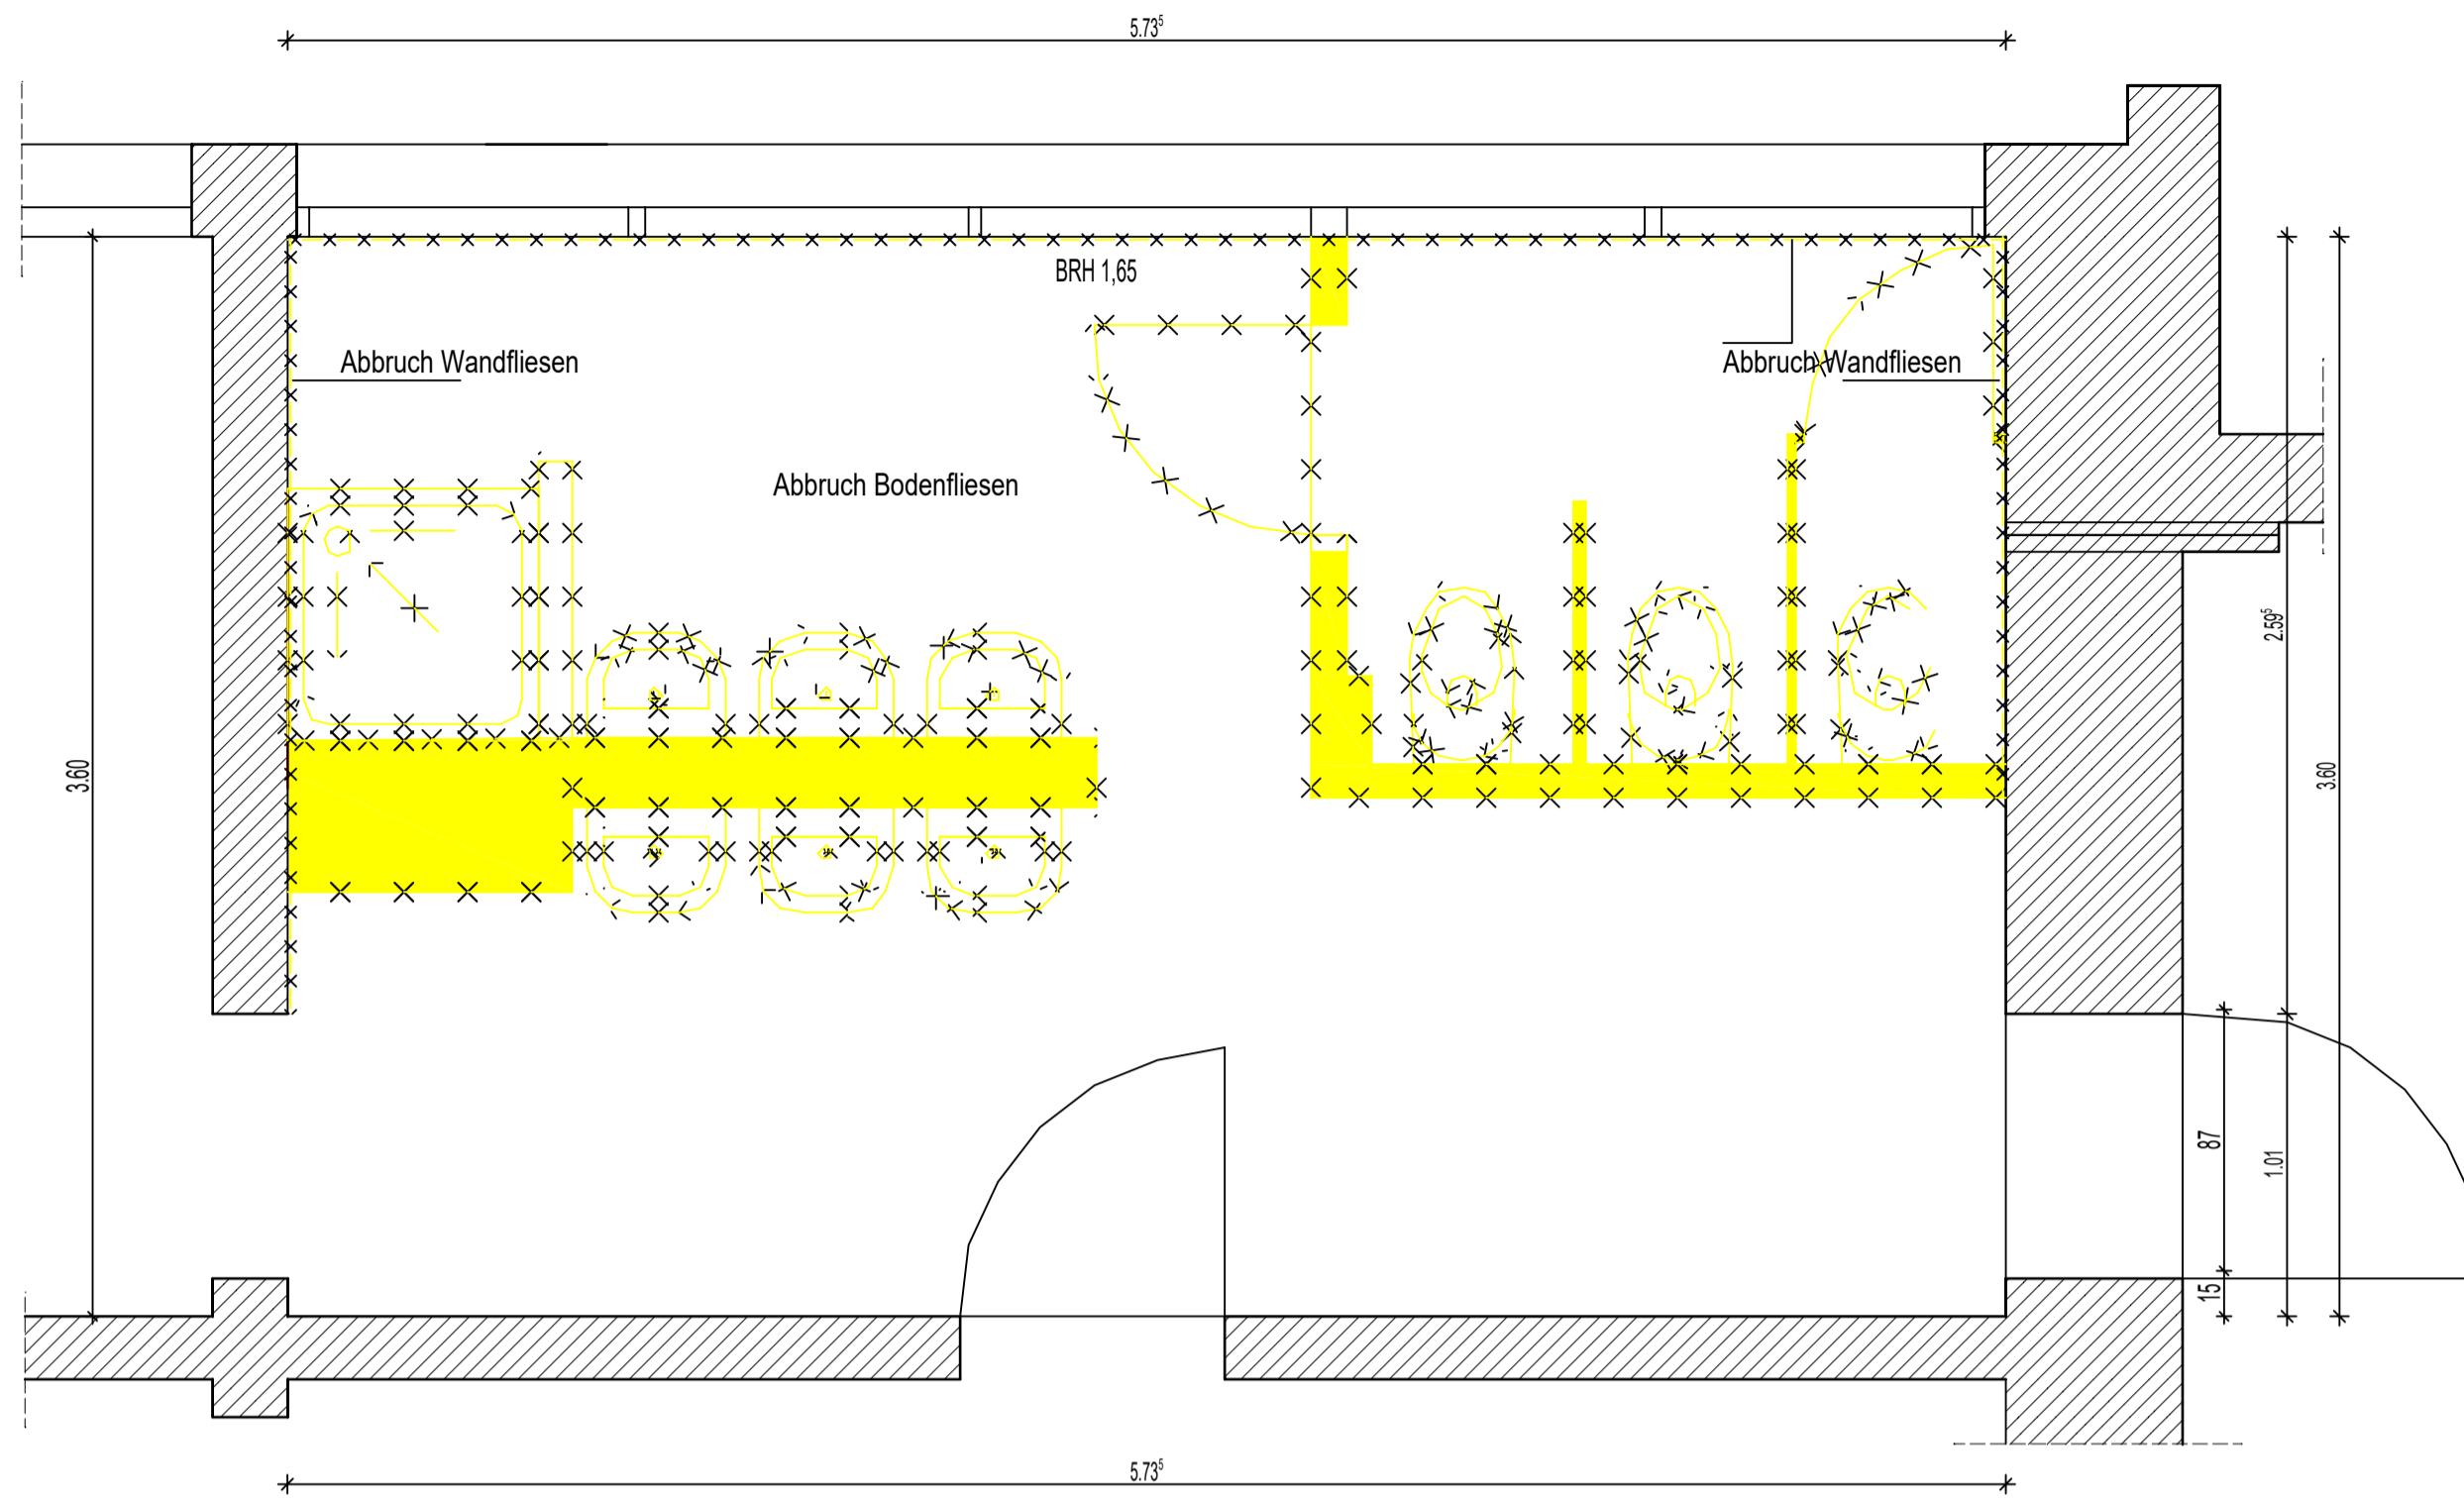 5.73⁵
BRH 1,65
Abbruch Wandfliesen
Abbruch Wandfliesen
Abbruch Bodenfliesen
2.59⁵
3.60
3.60
87
1.01
15
5.73⁵